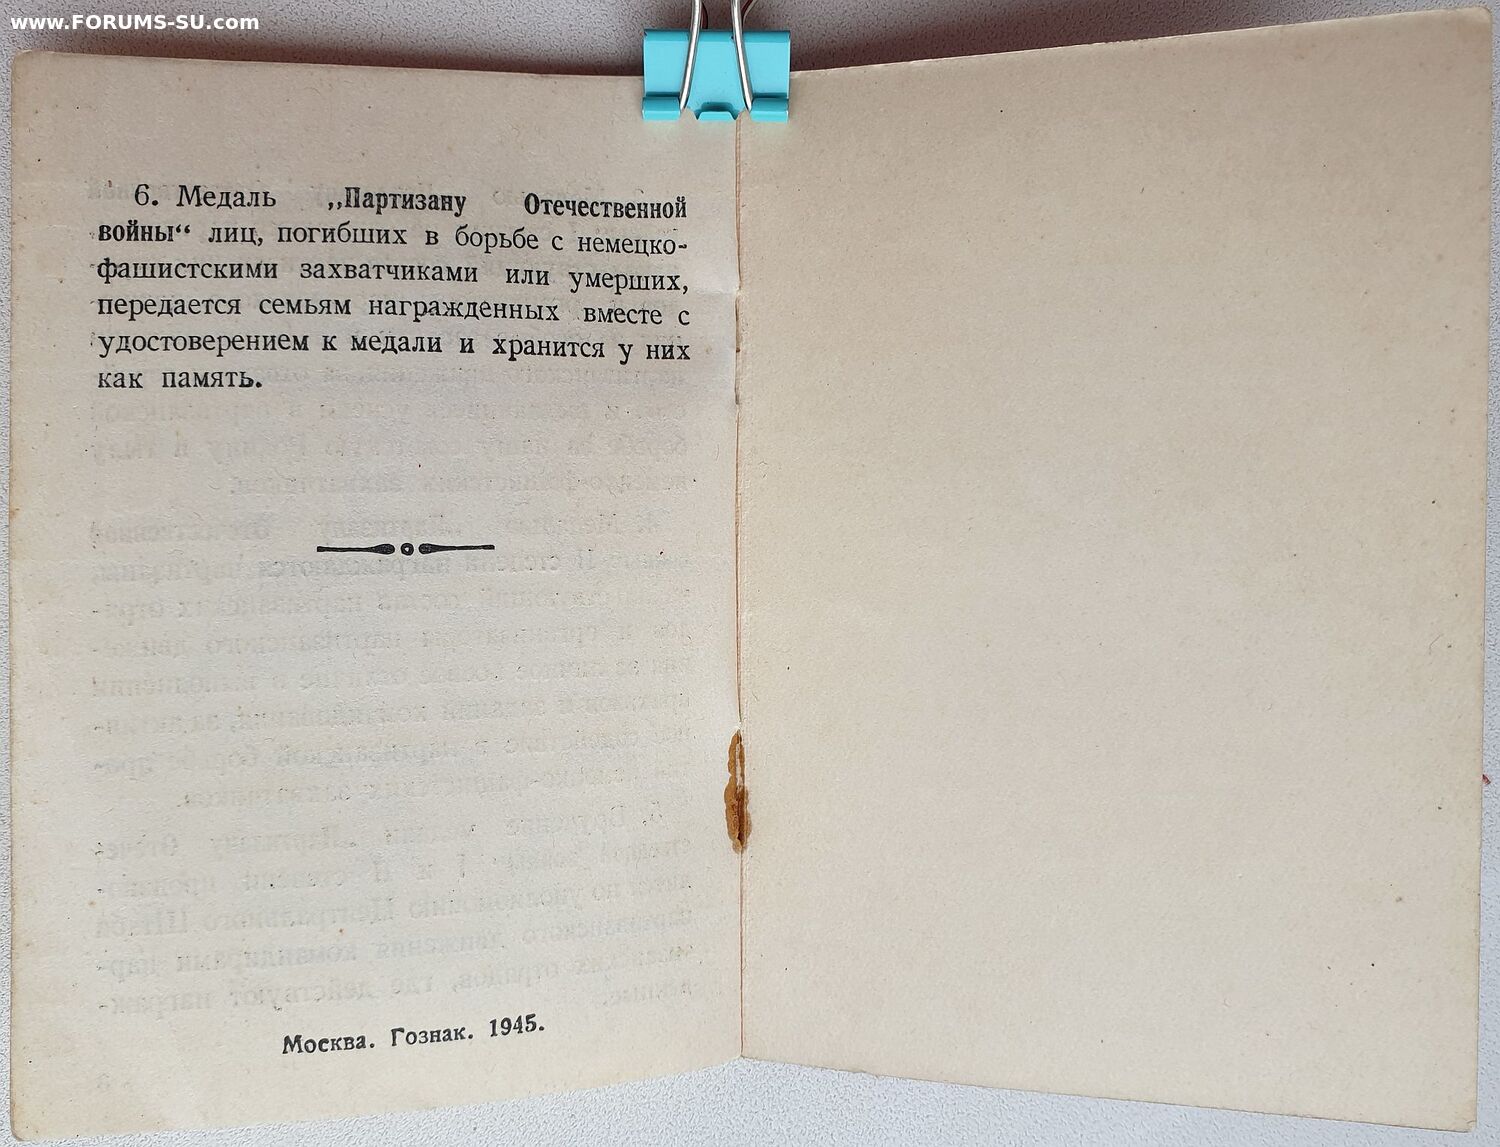 www.FORUMS-SU.com
6. Медаль „Партизану Отечественной
войны“ лиц, погибших в борьбе с немецко-
фашистскими захватчиками или умерших,
передается семьям награжденных вместе с
удостоверением к медали и хранится у них
как память.
Москва. Гознак. 1945.